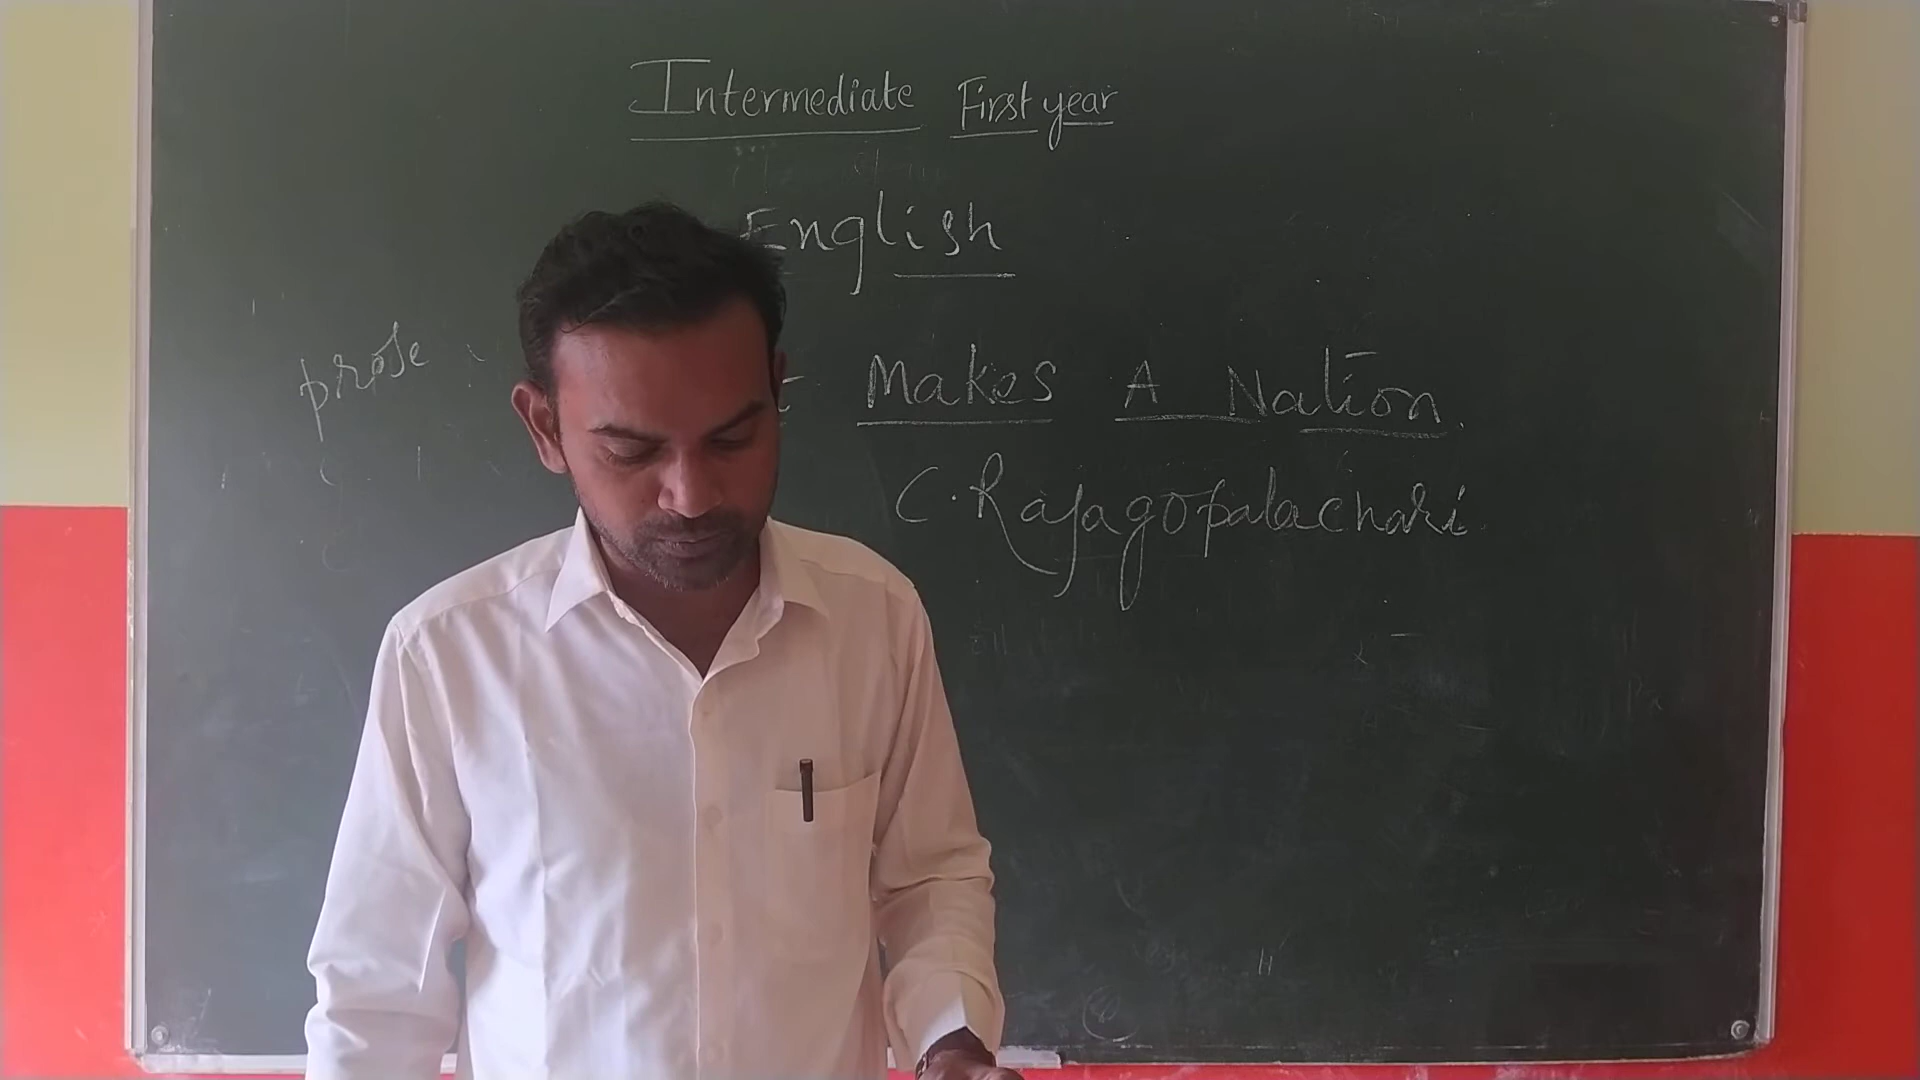 Intermediate First year
English
prose : Makes A Nation.
C. Rajagopalachari